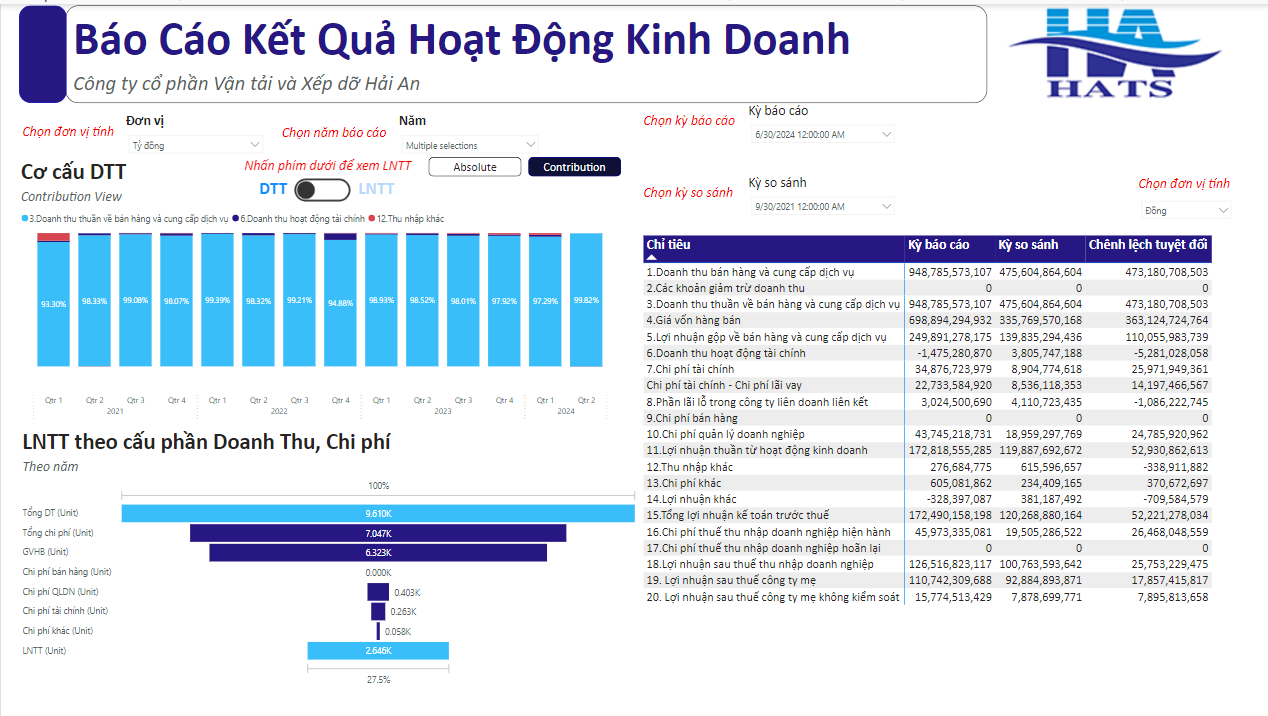 Báo Cáo Kết Quả Hoạt Động Kinh Doanh
Công ty cổ phần Vận tải và Xếp dỡ Hải An
HA
HATS
Chọn đơn vị tính
Đơn vị
Tỷ đồng
Chọn năm báo cáo
Năm
Multiple selections
Chọn kỳ báo cáo
Kỳ báo cáo
6/30/2024 12:00:00 AM
Cơ cấu DTT
Contribution View
Nhấn phím dưới để xem LNTT
DTT
LNTT
Absolute
Contribution
Chọn kỳ so sánh
Kỳ so sánh
9/30/2021 12:00:00 AM
Chọn đơn vị tính
Đồng
3.Doanh thu thuần về bán hàng và cung cấp dịch vụ 6.Doanh thu hoạt động tài chính 12.Thu nhập khác
93.30% 98.33% 99.08% 98.07% 99.39% 98.32% 99.21% 94.88% 98.93% 98.52% 98.01% 97.92% 97.29% 99.82%
Qtr 1 Qtr 2 Qtr 3 Qtr 4 Qtr 1 Qtr 2 Qtr 3 Qtr 4 Qtr 1 Qtr 2 Qtr 3 Qtr 4 Qtr 1 Qtr 2
2021 2022 2023 2024
LNTT theo cấu phần Doanh Thu, Chi phí
Theo năm
100%
Tổng DT (Unit) 9.610K
Tổng chi phí (Unit) 7.047K
GVHB (Unit) 6.323K
Chi phí bán hàng (Unit) 0.000K
Chi phí QLDN (Unit) 0.403K
Chi phí tài chính (Unit) 0.263K
Chi phí khác (Unit) 0.058K
LNTT (Unit) 2.646K
27.5%
Chỉ tiêu Kỳ báo cáo Kỳ so sánh Chênh lệch tuyệt đối
1.Doanh thu bán hàng và cung cấp dịch vụ 948,785,573,107 475,604,864,604 473,180,708,503
2.Các khoản giảm trừ doanh thu 0 0 0
3.Doanh thu thuần về bán hàng và cung cấp dịch vụ 948,785,573,107 475,604,864,604 473,180,708,503
4.Giá vốn hàng bán 698,894,294,932 335,769,570,168 363,124,724,764
5.Lợi nhuận gộp về bán hàng và cung cấp dịch vụ 249,891,278,175 139,835,294,436 110,055,983,739
6.Doanh thu hoạt động tài chính -1,475,280,870 3,805,747,188 -5,281,028,058
7.Chi phí tài chính 34,876,723,979 8,904,774,618 25,971,949,361
Chi phí tài chính - Chi phí lãi vay 22,733,584,920 8,536,118,353 14,197,466,567
8.Phần lãi lỗ trong công ty liên doanh liên kết 3,024,500,690 4,110,723,435 -1,086,222,745
9.Chi phí bán hàng 0 0 0
10.Chi phí quản lý doanh nghiệp 43,745,218,731 18,959,297,769 24,785,920,962
11.Lợi nhuận thuần từ hoạt động kinh doanh 172,818,555,285 119,887,692,672 52,930,862,613
12.Thu nhập khác 276,684,775 615,596,657 -338,911,882
13.Chi phí khác 605,081,862 234,409,165 370,672,697
14.Lợi nhuận khác -328,397,087 381,187,492 -709,584,579
15.Tổng lợi nhuận kế toán trước thuế 172,490,158,198 120,268,880,164 52,221,278,034
16.Chi phí thuế thu nhập doanh nghiệp hiện hành 45,973,335,081 19,505,286,522 26,468,048,559
17.Chi phí thuế thu nhập doanh nghiệp hoãn lại 0 0 0
18.Lợi nhuận sau thuế thu nhập doanh nghiệp 126,516,823,117 100,763,593,642 25,753,229,475
19. Lợi nhuận sau thuế công ty mẹ 110,742,309,688 92,884,893,871 17,857,415,817
20. Lợi nhuận sau thuế công ty mẹ không kiểm soát 15,774,513,429 7,878,699,771 7,895,813,658